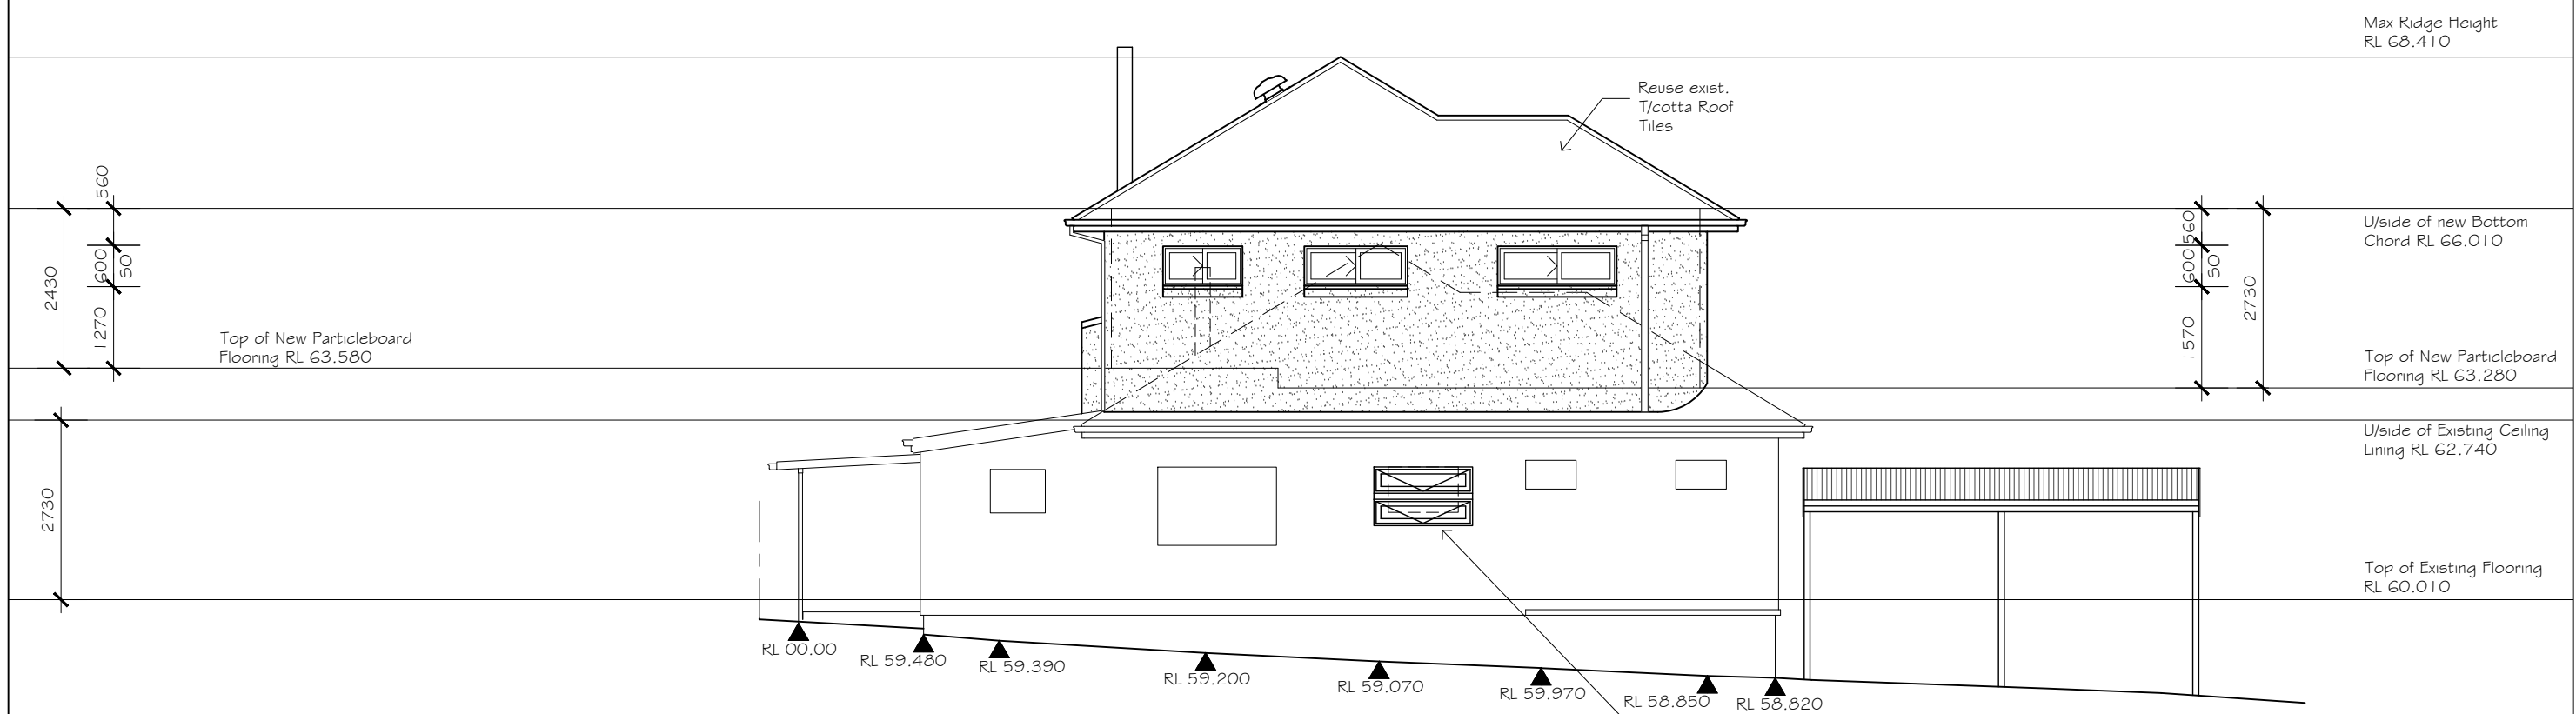 Max Ridge Height
RL 68.410
Reuse exist.
T/cotta Roof
Tiles
560
600
50
2430
1270
560
600
50
1570
2730
U/side of new Bottom
Chord RL 66.010
Top of New Particleboard
Flooring RL 63.580
Top of New Particleboard
Flooring RL 63.280
U/side of Existing Ceiling
Lining RL 62.740
2730
Top of Existing Flooring
RL 60.010
RL 00.00
RL 59.480
RL 59.390
RL 59.200
RL 59.070
RL 59.970
RL 58.850
RL 58.820